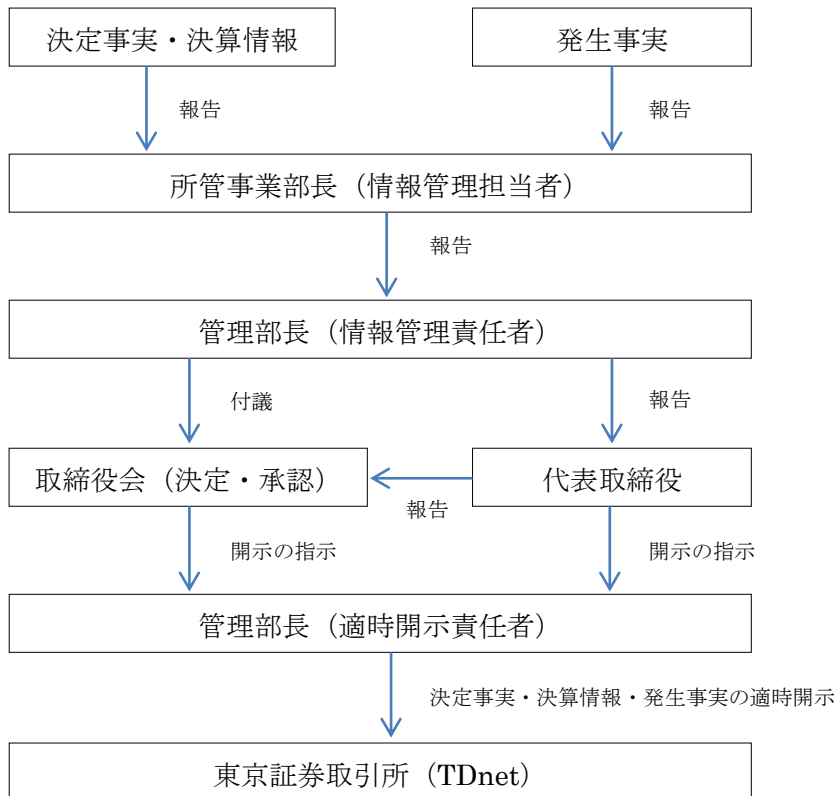 決定事実・決算情報
発生事実
報告
報告
所管事業部長（情報管理担当者）
報告
管理部長（情報管理責任者）
付議
報告
取締役会（決定・承認）
代表取締役
報告
開示の指示
開示の指示
管理部長（適時開示責任者）
決定事実・決算情報・発生事実の適時開示
東京証券取引所（TDnet）